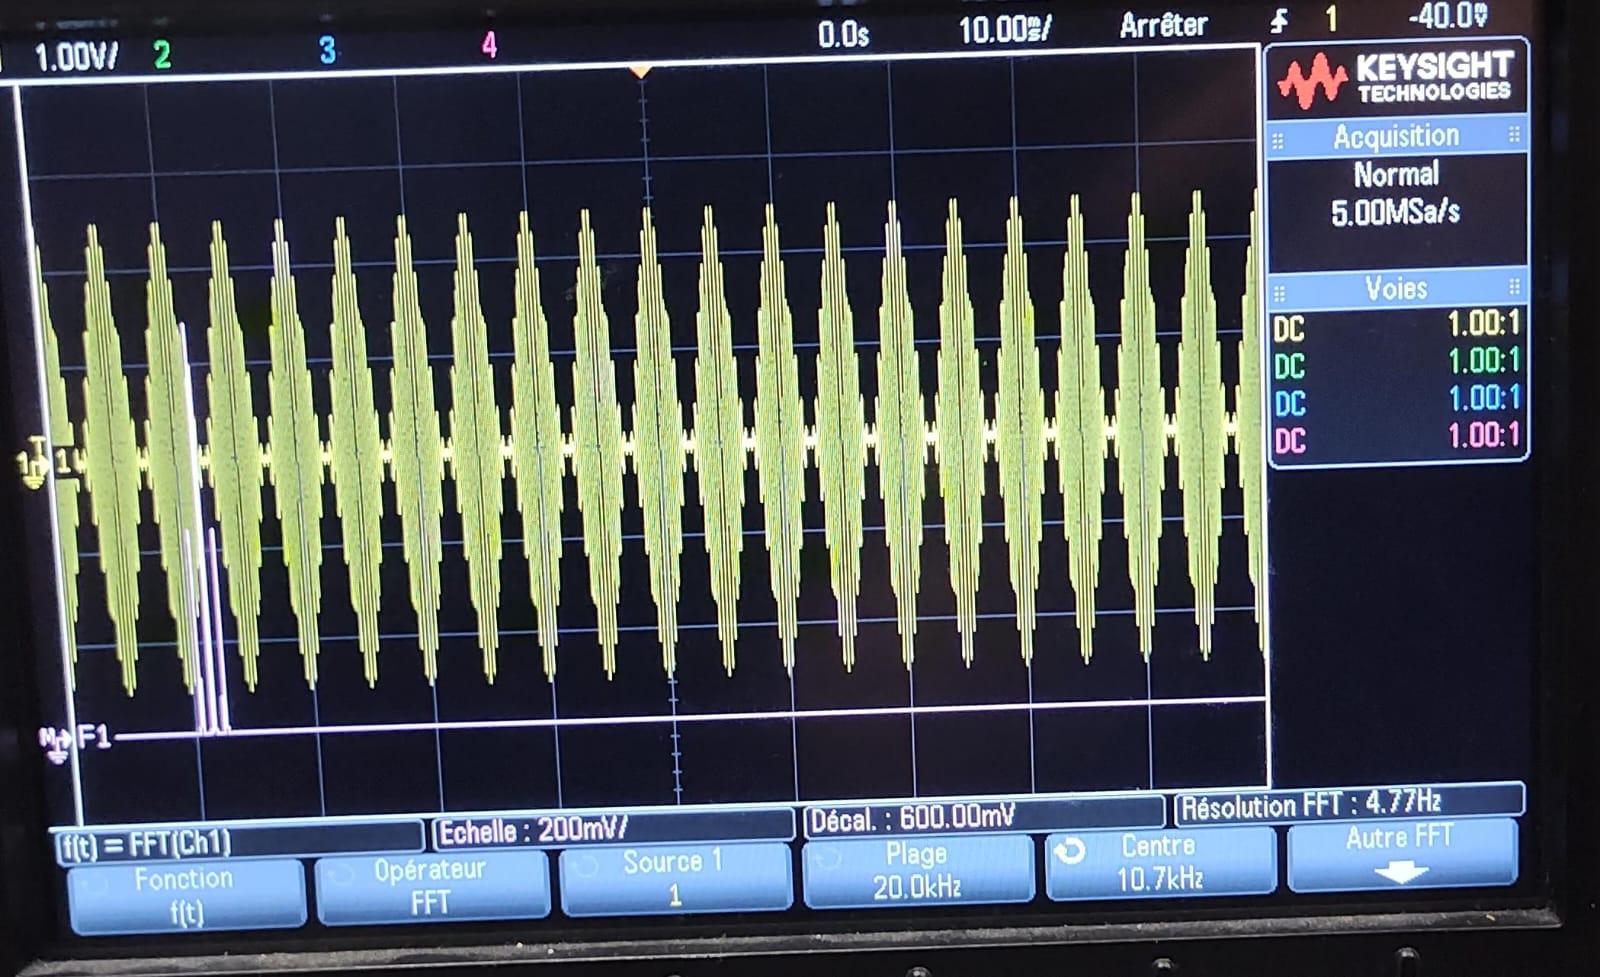 1.00V/ 2 3 4 0.0s 10.00ms/ Arrêter 1 -40.0V
KEYSIGHT
TECHNOLOGIES
Acquisition
Normal
5.00MSa/s
Voies
DC 1.00:1
DC 1.00:1
DC 1.00:1
DC 1.00:1
F1
f(t) = FFT(Ch1)
Echelle : 200mV/
Décal. : 600.00mV
Résolution FFT : 4.77Hz
Fonction
f(t)
Opérateur
FFT
Source 1
1
Plage
20.0kHz
Centre
10.7kHz
Autre FFT